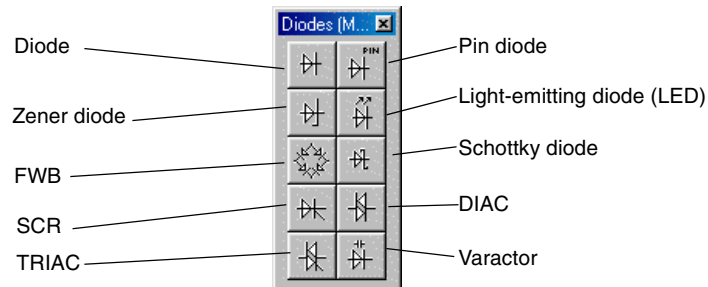 Diodes (M...
Diode
PIN
Pin diode
Zener diode
Light-emitting diode (LED)
FWB
Schottky diode
SCR
DIAC
TRIAC
Varactor